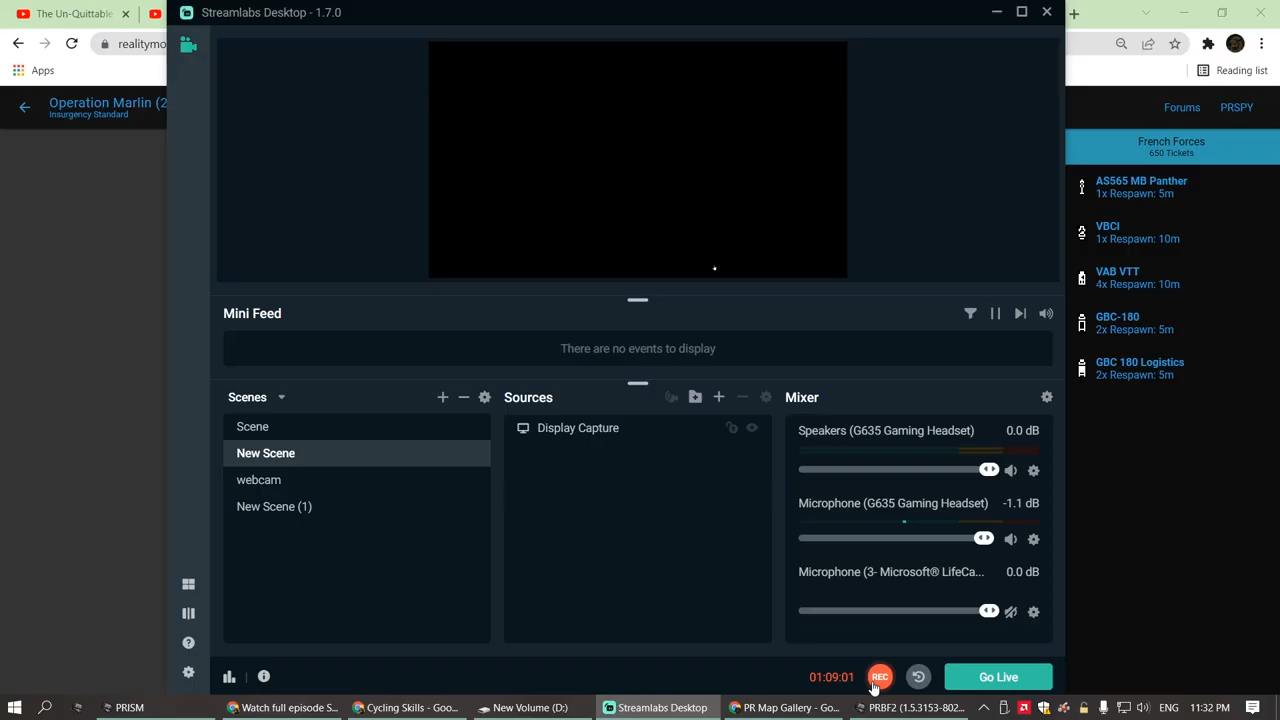 The Un-Quittable
Streamlabs Desktop - 1.7.0
realitymo
Apps
Reading list
Operation Marlin (2
Insurgency Standard
Forums
PRSPY
French Forces
650 Tickets
AS565 MB Panther
1x Respawn: 5m
VBCI
1x Respawn: 10m
VAB VTT
4x Respawn: 10m
GBC-180
2x Respawn: 5m
GBC 180 Logistics
2x Respawn: 5m
Mini Feed
There are no events to display
Scenes
Scene
New Scene
webcam
New Scene (1)
Sources
Display Capture
Mixer
Speakers (G635 Gaming Headset)
0.0 dB
Microphone (G635 Gaming Headset)
-1.1 dB
Microphone (3- Microsoft® LifeCa...
0.0 dB
01:09:01
REC
Go Live
PRISM
Watch full episode S...
Cycling Skills - Goo...
New Volume (D:)
Streamlabs Desktop
PR Map Gallery - Go...
PRBF2 (1.5.3153-802...
ENG
11:32 PM